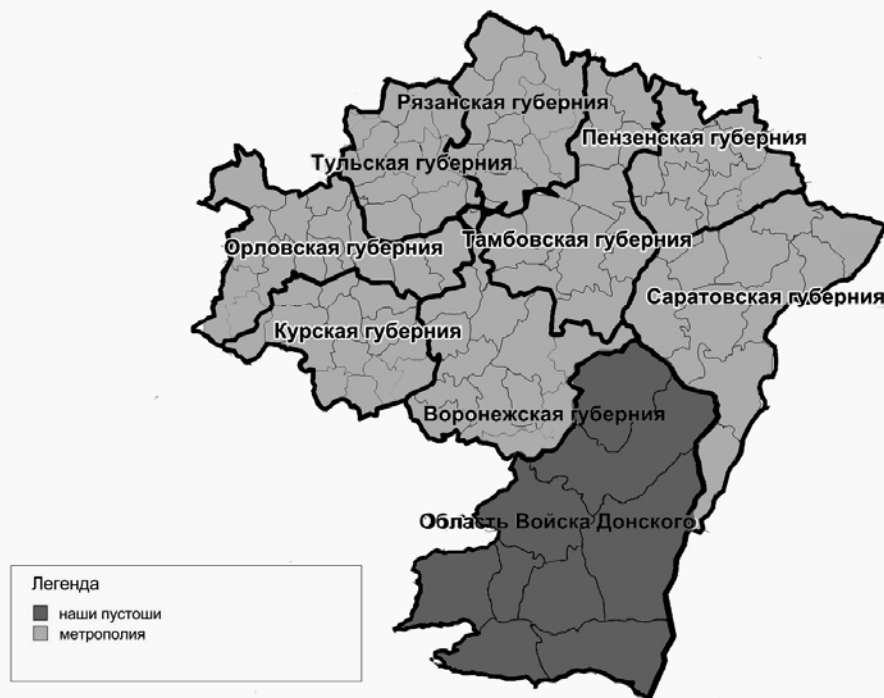 Рязанская губерния
Пензенская губерния
Тульская губерния
Орловская губерния
Тамбовская губерния
Саратовская губерния
Курская губерния
Воронежская губерния
Область Войска Донского
Легенда
наши пустоши
метрополия